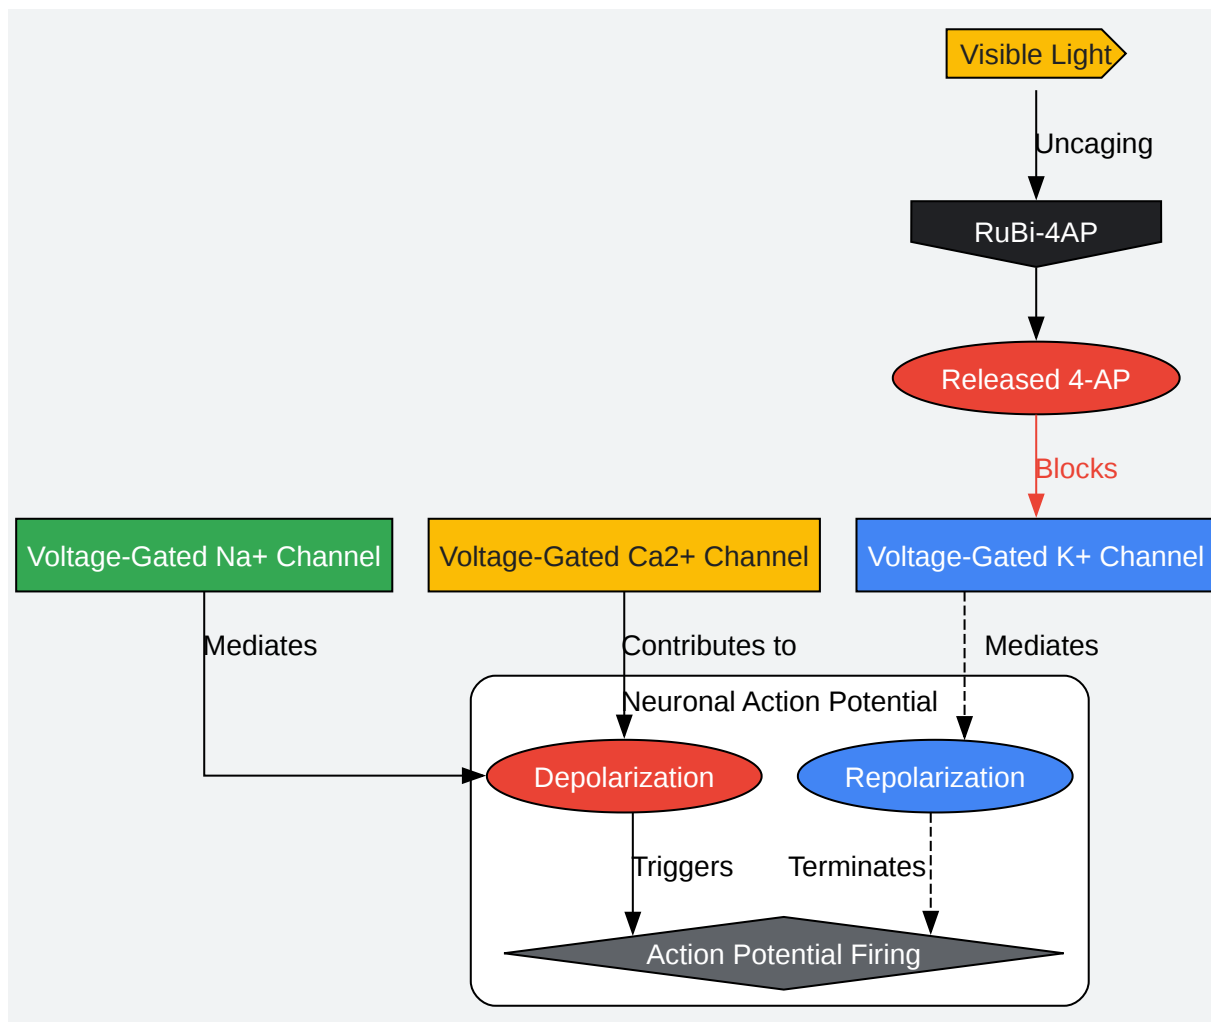 Visible Light
Uncaging
RuBi-4AP
Released 4-AP
Blocks
Voltage-Gated Na+ Channel
Voltage-Gated Ca2+ Channel
Voltage-Gated K+ Channel
Mediates
Contributes to
Mediates
Neuronal Action Potential
Depolarization
Repolarization
Triggers
Terminates
Action Potential Firing